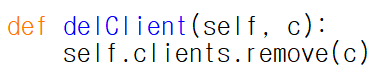 def delClient(self, c):
    self.clients.remove(c)